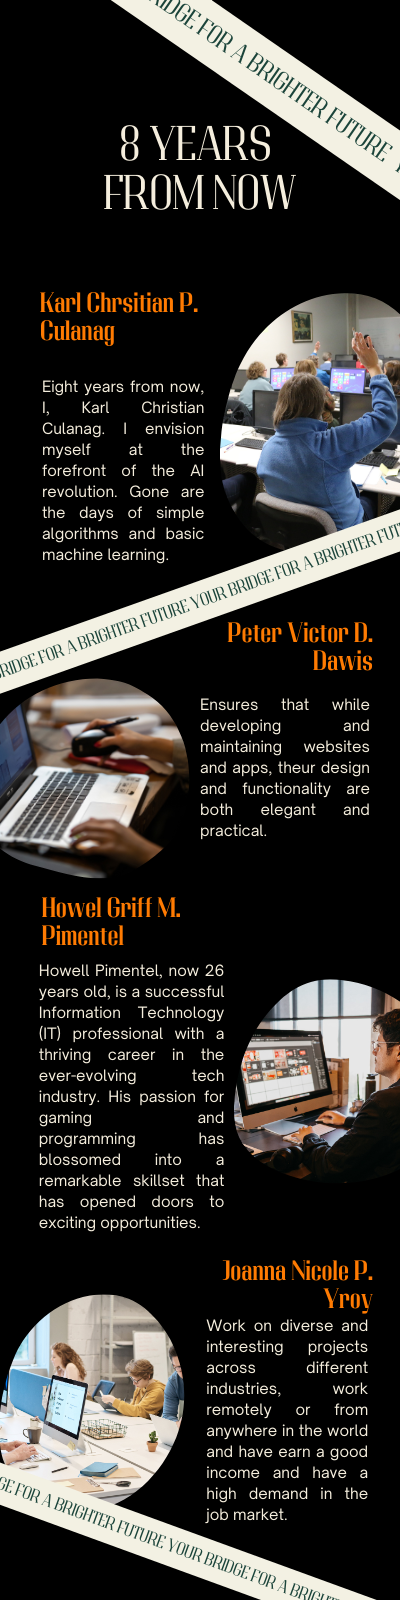 BRIDGE FOR A BRIGHTER FUTURE Y
8 YEARS
FROM NOW
Karl Chrsitian P.
Culanag
Eight years from now,
I, Karl Christian
Culanag. I envision
myself at the
forefront of the AI
revolution. Gone are
the days of simple
algorithms and basic
machine learning.
BRIDGE FOR A BRIGHTER FUTURE YOUR BRIDGE FOR A BRIGHTER FUT
Peter Victor D.
Dawis
Ensures that while
developing and
maintaining websites
and apps, theur design
and functionality are
both elegant and
practical.
Howel Griff M.
Pimentel
Howell Pimentel, now 26
years old, is a successful
Information Technology
(IT) professional with a
thriving career in the
ever-evolving tech
industry. His passion for
gaming and
programming has
blossomed into a
remarkable skillset that
has opened doors to
exciting opportunities.
Joanna Nicole P.
Yroy
Work on diverse and
interesting projects
across different
industries, work
remotely or from
anywhere in the world
and have earn a good
income and have a
high demand in the
job market.
GE FOR A BRIGHTER FUTURE YOUR BRIDGE FOR A BRIGHT